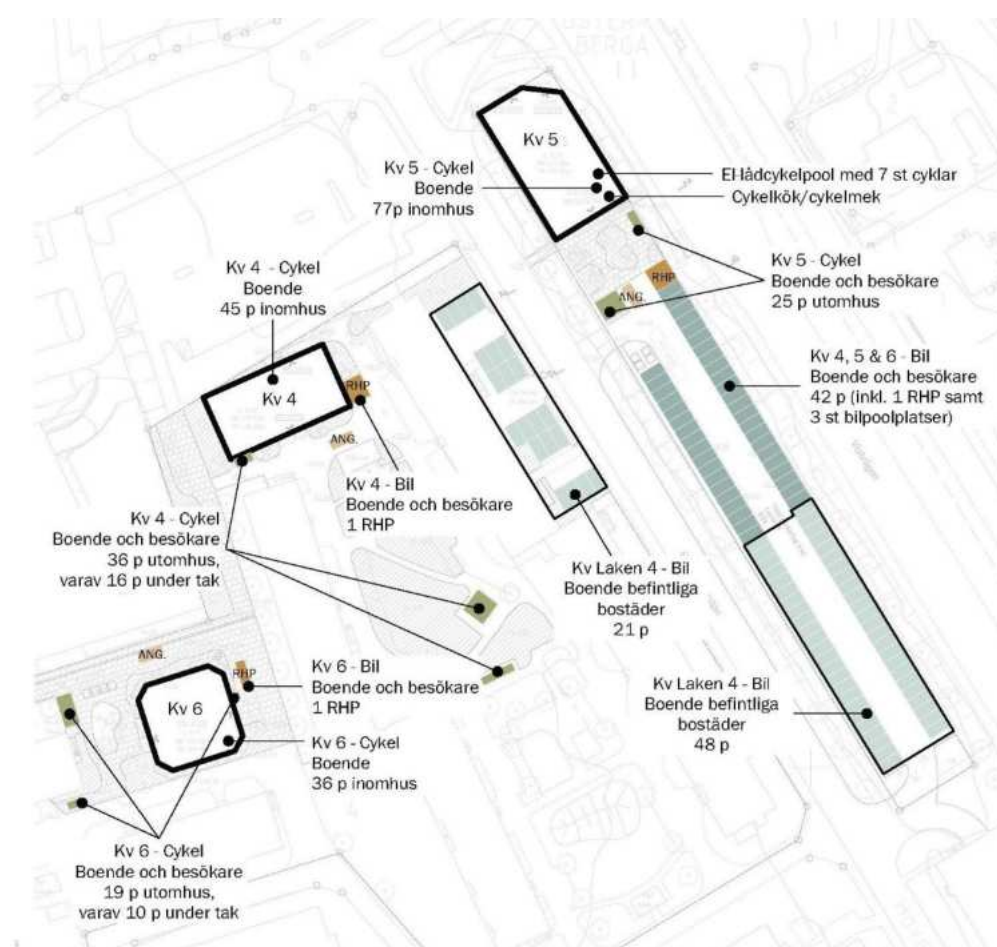 ÖSTERM
BERGA
11
Kv 5
Kv 5 - Cykel
Boende
77p inomhus
El-lådcykelpool med 7 st cyklar
Cykelkök/cykelmek
Kv 5 - Cykel
Boende och besökare
25 p utomhus
RHP
ANG.
Kv 4 - Cykel
Boende
45 p inomhus
Kv 4
RHP
ANG.
Kv 4, 5 & 6 - Bil
Boende och besökare
42 p (inkl. 1 RHP samt
3 st bilpoolplatser)
Kv 4 - Bil
Boende och besökare
1 RHP
Kv 4 - Cykel
Boende och besökare
36 p utomhus,
varav 16 p under tak
Kv Laken 4 - Bil
Boende befintliga
bostäder
21 p
ANG.
RHP
Kv 6
Kv 6 - Bil
Boende och besökare
1 RHP
Kv 6 - Cykel
Boende
36 p inomhus
Kv Laken 4 - Bil
Boende befintliga
bostäder
48 p
Kv 6 - Cykel
Boende och besökare
19 p utomhus,
varav 10 p under tak